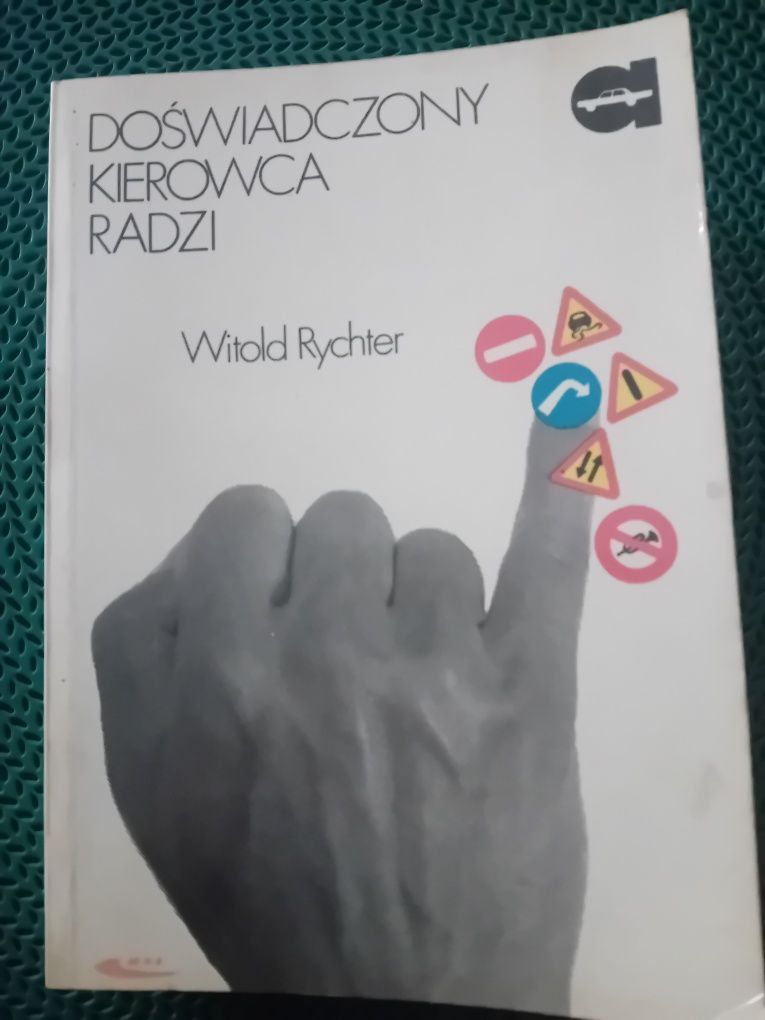 DOŚWIADCZONY
KIEROWCA
RADZI
Witold Rychter